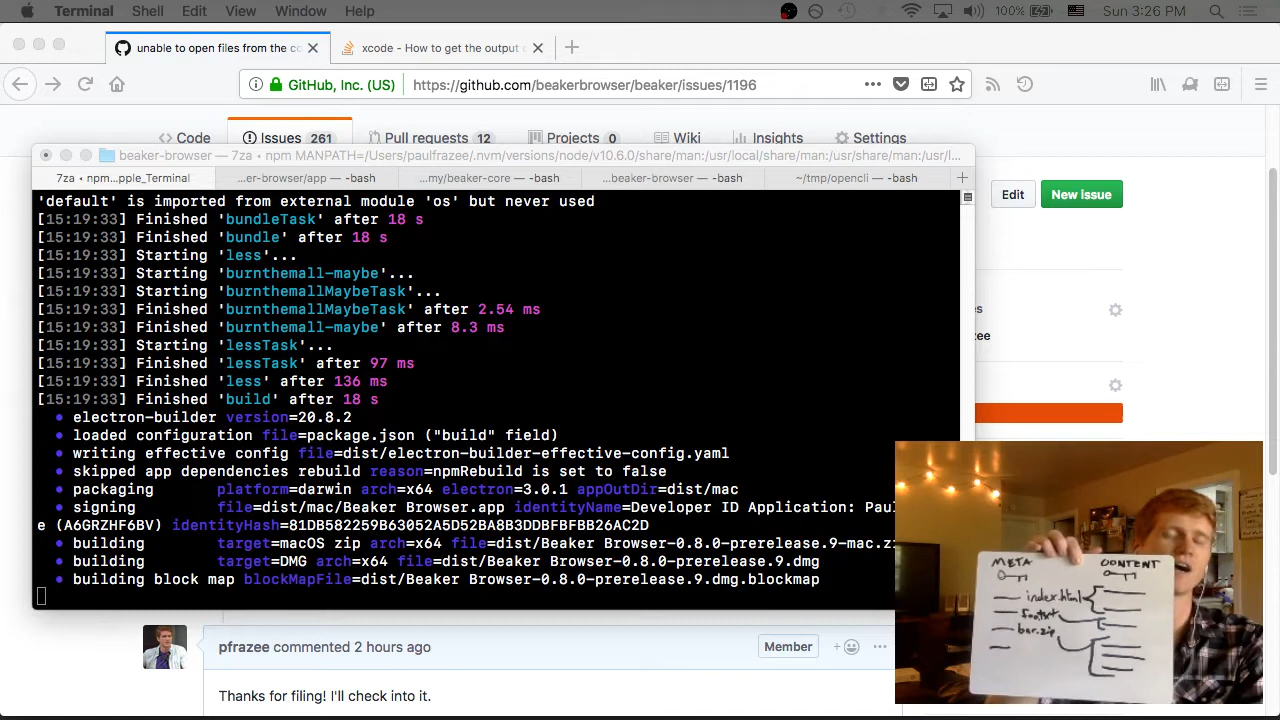 Terminal Shell Edit View Window Help 100% Sun 3:26 PM
unable to open files from the co xcode - How to get the output
GitHub, Inc. (US) https://github.com/beakerbrowser/beaker/issues/1196
Code Issues 261 Pull requests 12 Projects 0 Wiki Insights Settings
beaker-browser — 7za • npm MANPATH=/Users/paulfrazee/.nvm/versions/node/v10.6.0/share/man:/usr/local/share/man:/usr/share/man:/usr/l...
7za • npm...pple_Terminal ...er-browser/app — -bash ...my/beaker-core — -bash ...beaker-browser — -bash ~/tmp/opencli — -bash
Edit New issue
'default' is imported from external module 'os' but never used
[15:19:33] Finished 'bundleTask' after 18 s
[15:19:33] Finished 'bundle' after 18 s
[15:19:33] Starting 'less'...
[15:19:33] Starting 'burnthemall-maybe'...
[15:19:33] Starting 'burnthemallMaybeTask'...
[15:19:33] Finished 'burnthemallMaybeTask' after 2.54 ms
[15:19:33] Finished 'burnthemall-maybe' after 8.3 ms
[15:19:33] Starting 'lessTask'...
[15:19:33] Finished 'lessTask' after 97 ms
[15:19:33] Finished 'less' after 136 ms
[15:19:33] Finished 'build' after 18 s
• electron-builder version=20.8.2
• loaded configuration file=package.json ("build" field)
• writing effective config file=dist/electron-builder-effective-config.yaml
• skipped app dependencies rebuild reason=npmRebuild is set to false
• packaging platform=darwin arch=x64 electron=3.0.1 appOutDir=dist/mac
• signing file=dist/mac/Beaker Browser.app identityName=Developer ID Application: Pau
e (A6GRZHF6BV) identityHash=81DB582259B63052A5D52BA8B3DDBFBFBB26AC2D
• building target=macOS zip arch=x64 file=dist/Beaker Browser-0.8.0-prerelease.9-mac.z
• building target=DMG arch=x64 file=dist/Beaker Browser-0.8.0-prerelease.9.dmg
• building block map blockMapFile=dist/Beaker Browser-0.8.0-prerelease.9.dmg.blockmap
es
zee
META CONTENT
index.html
bar.zip
pfrazee commented 2 hours ago Member
Thanks for filing! I'll check into it.